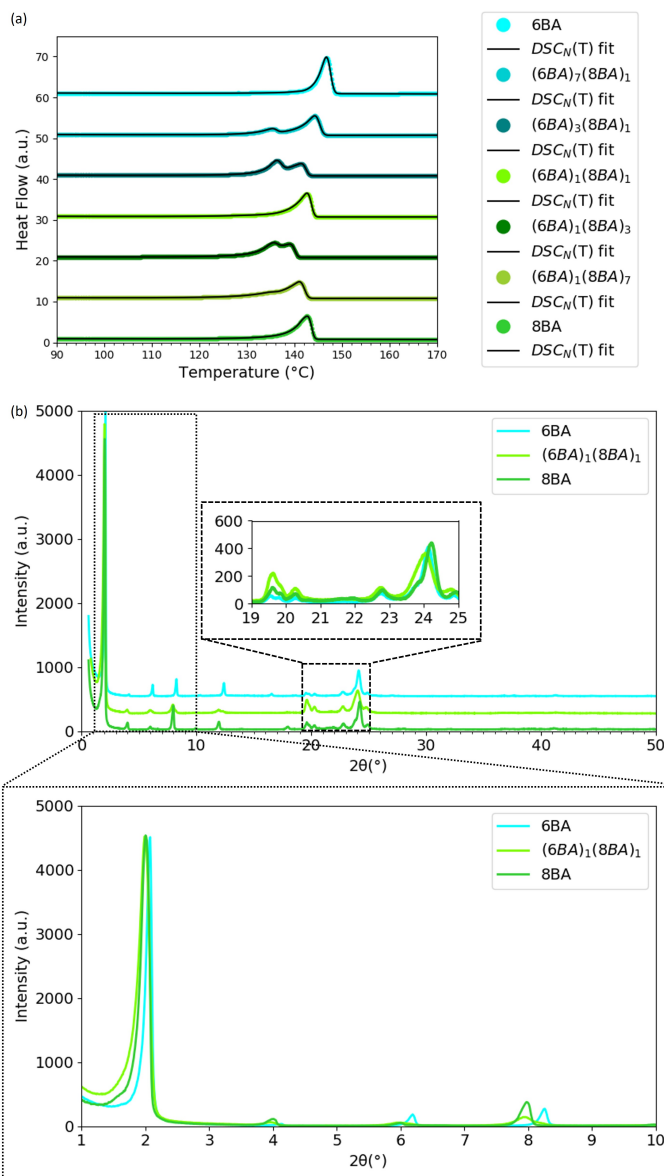 (a)
70
60
50
40
30
20
10
0
Heat Flow (a.u.)
90 100 110 120 130 140 150 160 170
Temperature (°C)
6BA
DSC_N(T) fit
(6BA)_7(8BA)_1
DSC_N(T) fit
(6BA)_3(8BA)_1
DSC_N(T) fit
(6BA)_1(8BA)_1
DSC_N(T) fit
(6BA)_1(8BA)_3
DSC_N(T) fit
(6BA)_1(8BA)_7
DSC_N(T) fit
8BA
DSC_N(T) fit
(b)
5000
4000
3000
2000
1000
0
Intensity (a.u.)
6BA
(6BA)_1(8BA)_1
8BA
600
400
200
0
19 20 21 22 23 24 25
0 10 20 30 40 50
2θ(°)
5000
4000
3000
2000
1000
0
Intensity (a.u.)
6BA
(6BA)_1(8BA)_1
8BA
1 2 3 4 5 6 7 8 9 10
2θ(°)